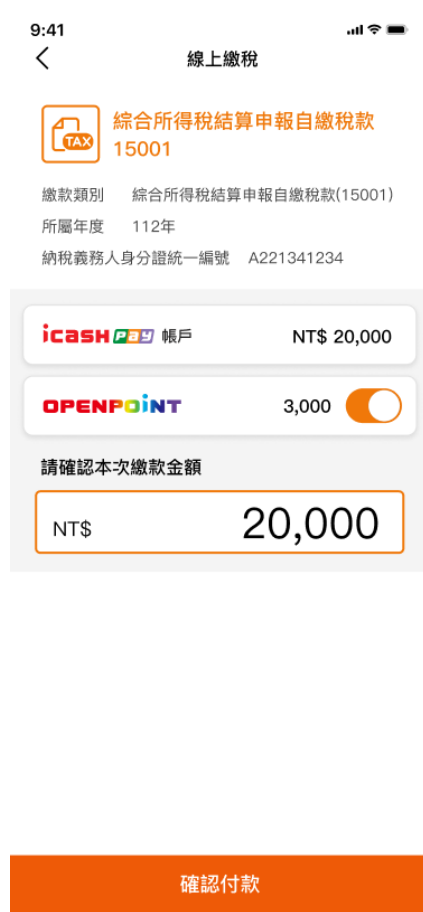 9:41
線上繳稅
TAX
綜合所得稅結算申報自繳稅款
15001
繳款類別 綜合所得稅結算申報自繳稅款(15001)
所屬年度 112年
納稅義務人身分證統一編號 A221341234
icash Pay 帳戶 NT$ 20,000
OPENPOINT 3,000
請確認本次繳款金額
NT$ 20,000
確認付款